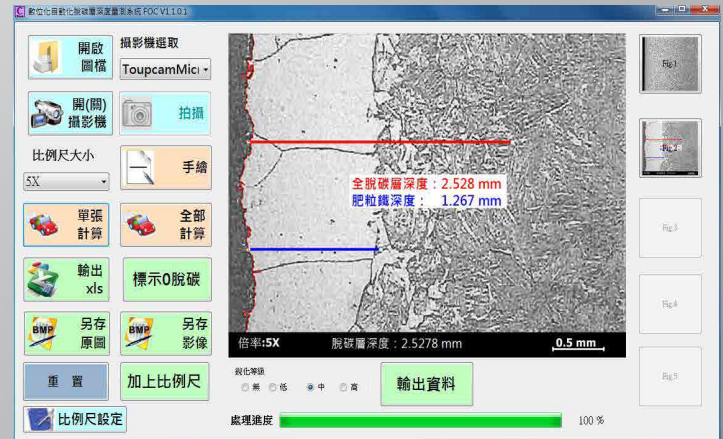 數位化自動化脫碳層深度量測系統 FOC V1.1.0.1
開啟
圖檔
攝影機選取
ToupcamMic
開(關)
攝影機
拍攝
比例尺大小
5X
手繪
單張
計算
全部
計算
輸出
xls
標示0脫碳
BMP
另存
原圖
BMP
另存
影像
重 置
加上比例尺
比例尺設定
全脫碳層深度：2.528 mm
肥粒鐵深度： 1.267 mm
倍率:5X 脫碳層深度：2.5278 mm 0.5 mm
銳化等級
無 低 中 高
輸出資料
處理進度 100 %
Fig.1
Fig.2
Fig.3
Fig.4
Fig.5